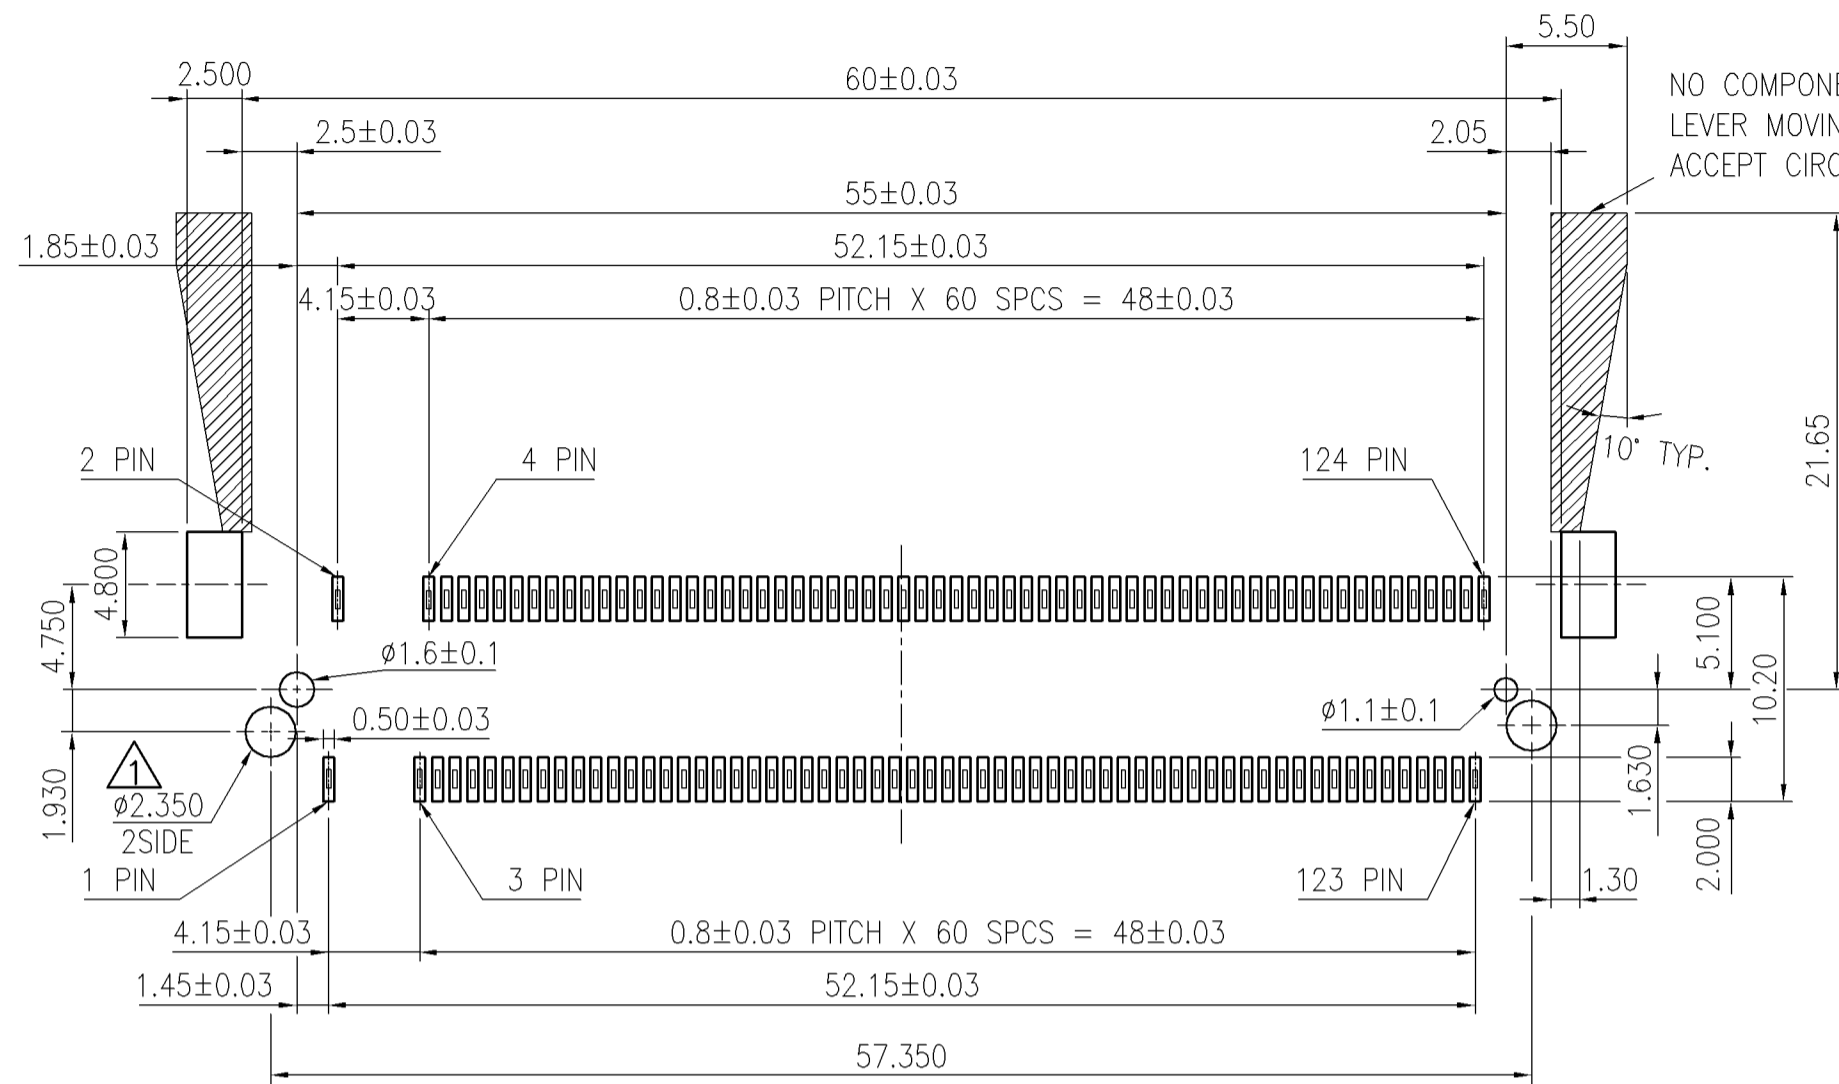 5.50
2.500
60±0.03
NO COMPONE
LEVER MOVIN
ACCEPT CIRC
2.5±0.03
2.05
55±0.03
1.85±0.03
52.15±0.03
4.15±0.03
0.8±0.03 PITCH X 60 SPCS = 48±0.03
21.65
10° TYP.
2 PIN
4 PIN
124 PIN
4.800
4.750
5.100
10.20
ø1.6±0.1
0.50±0.03
ø1.1±0.1
1
1.930
ø2.350
2SIDE
1.630
2.000
1 PIN
3 PIN
123 PIN
1.30
4.15±0.03
0.8±0.03 PITCH X 60 SPCS = 48±0.03
1.45±0.03
52.15±0.03
57.350